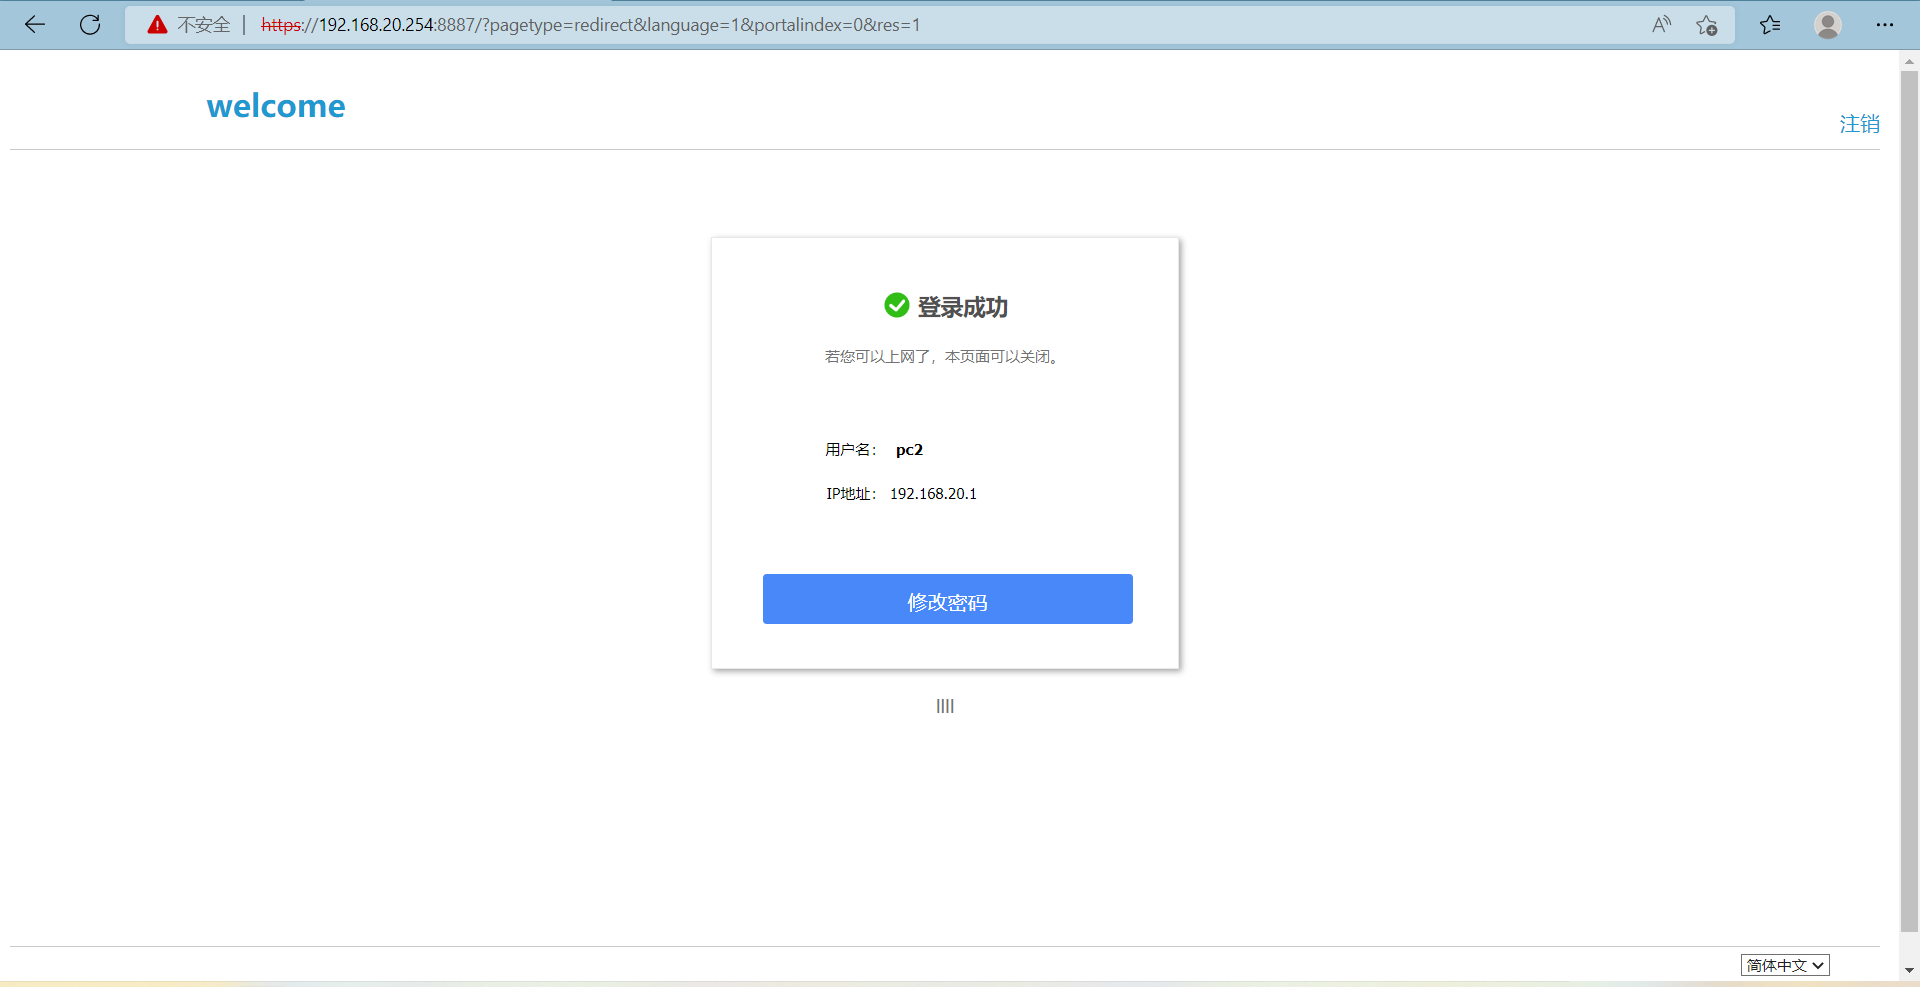 不安全 | https://192.168.20.254:8887/?pagetype=redirect&language=1&portalindex=0&res=1
welcome
注销
登录成功
若您可以上网了，本页面可以关闭。
用户名： pc2
IP地址： 192.168.20.1
修改密码
||||
简体中文